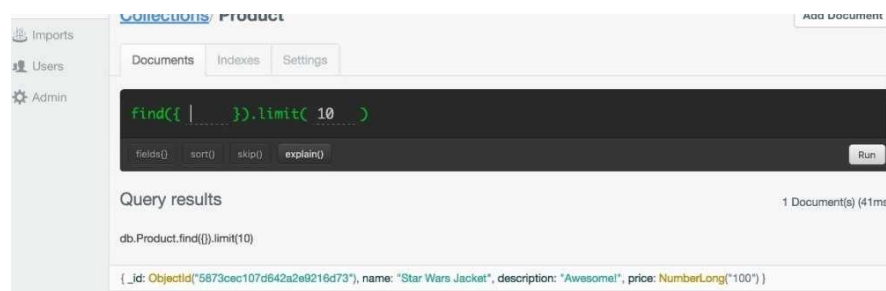 Collections/ Product
Add Document
Imports
Users
Admin
Documents Indexes Settings
find({ }).limit( 10 )
fields() sort() skip() explain()
Run
Query results
1 Document(s) (41ms
db.Product.find({}).limit(10)
{ _id: ObjectId("5873cec107d642a2e9216d73"), name: "Star Wars Jacket", description: "Awesome!", price: NumberLong("100") }